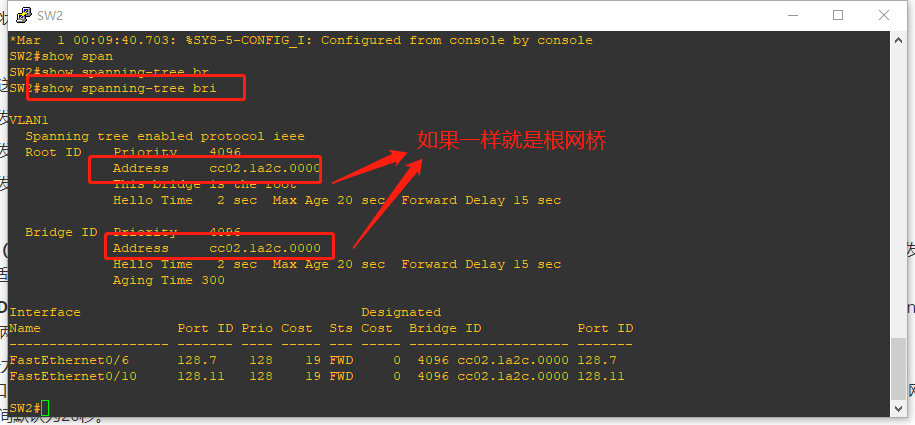 SW2
*Mar  1 00:09:40.703: %SYS-5-CONFIG_I: Configured from console by console
SW2#show span
SW2#show spanning-tree br
SW2#show spanning-tree bri
VLAN1
Spanning tree enabled protocol ieee
Root ID    Priority    4096
Address     cc02.1a2c.0000
如果一样就是根网桥
This bridge is the root
Hello Time   2 sec  Max Age 20 sec  Forward Delay 15 sec
Bridge ID  Priority    4096
Address     cc02.1a2c.0000
Hello Time   2 sec  Max Age 20 sec  Forward Delay 15 sec
Aging Time 300
Interface                                   Designated
Name                 Port ID Prio Cost  Sts Cost  Bridge ID            Port ID
-------------------- ------- ---- ----- --- ----- -------------------- -------
FastEthernet0/6      128.7    128    19 FWD     0  4096 cc02.1a2c.0000 128.7
FastEthernet0/10     128.11   128    19 FWD     0  4096 cc02.1a2c.0000 128.11
SW2#